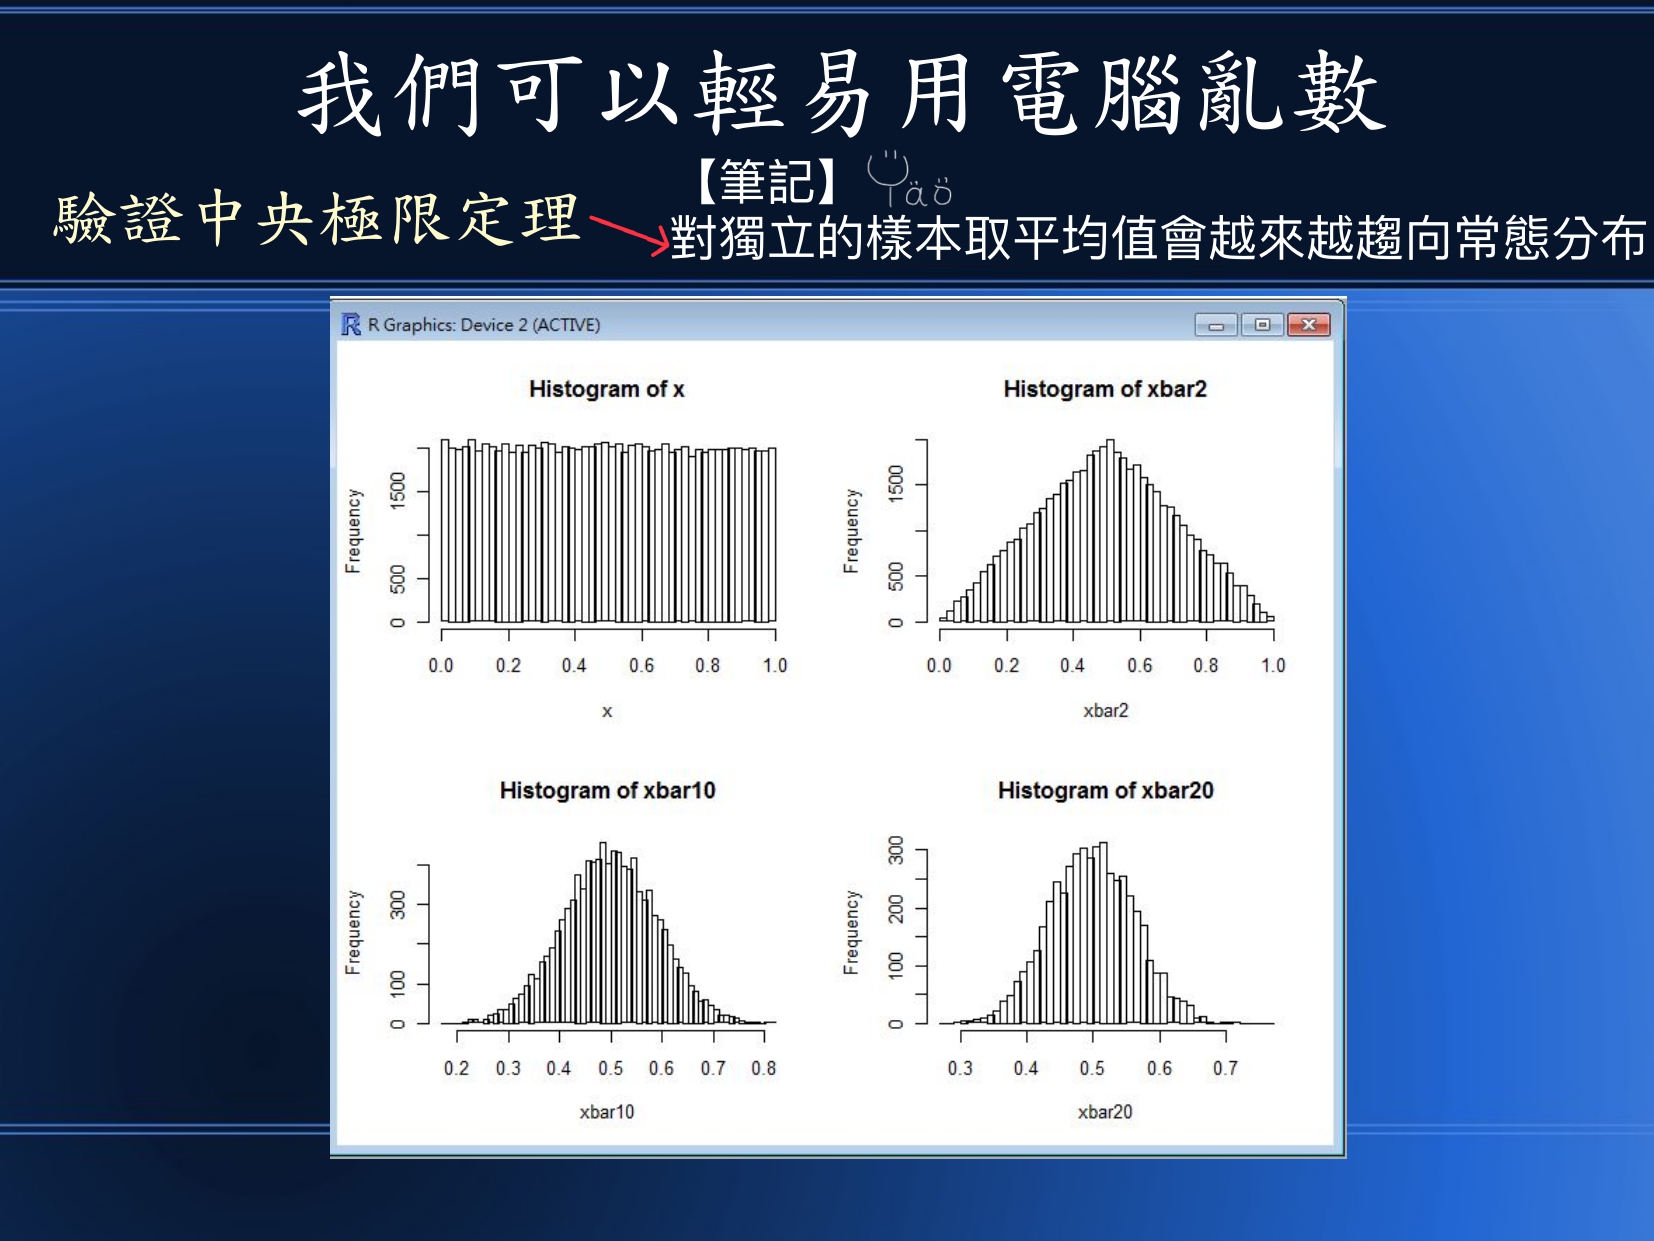 我們可以輕易用電腦亂數
【筆記】 Yäö
驗證中央極限定理
對獨立的樣本取平均值會越來越趨向常態分布
R Graphics: Device 2 (ACTIVE)
Histogram of x
Frequency
0 500 1500
0.0 0.2 0.4 0.6 0.8 1.0
x
Histogram of xbar2
Frequency
0 500 1500
0.0 0.2 0.4 0.6 0.8 1.0
xbar2
Histogram of xbar10
Frequency
0 100 300
0.2 0.3 0.4 0.5 0.6 0.7 0.8
xbar10
Histogram of xbar20
Frequency
0 100 200 300
0.3 0.4 0.5 0.6 0.7
xbar20